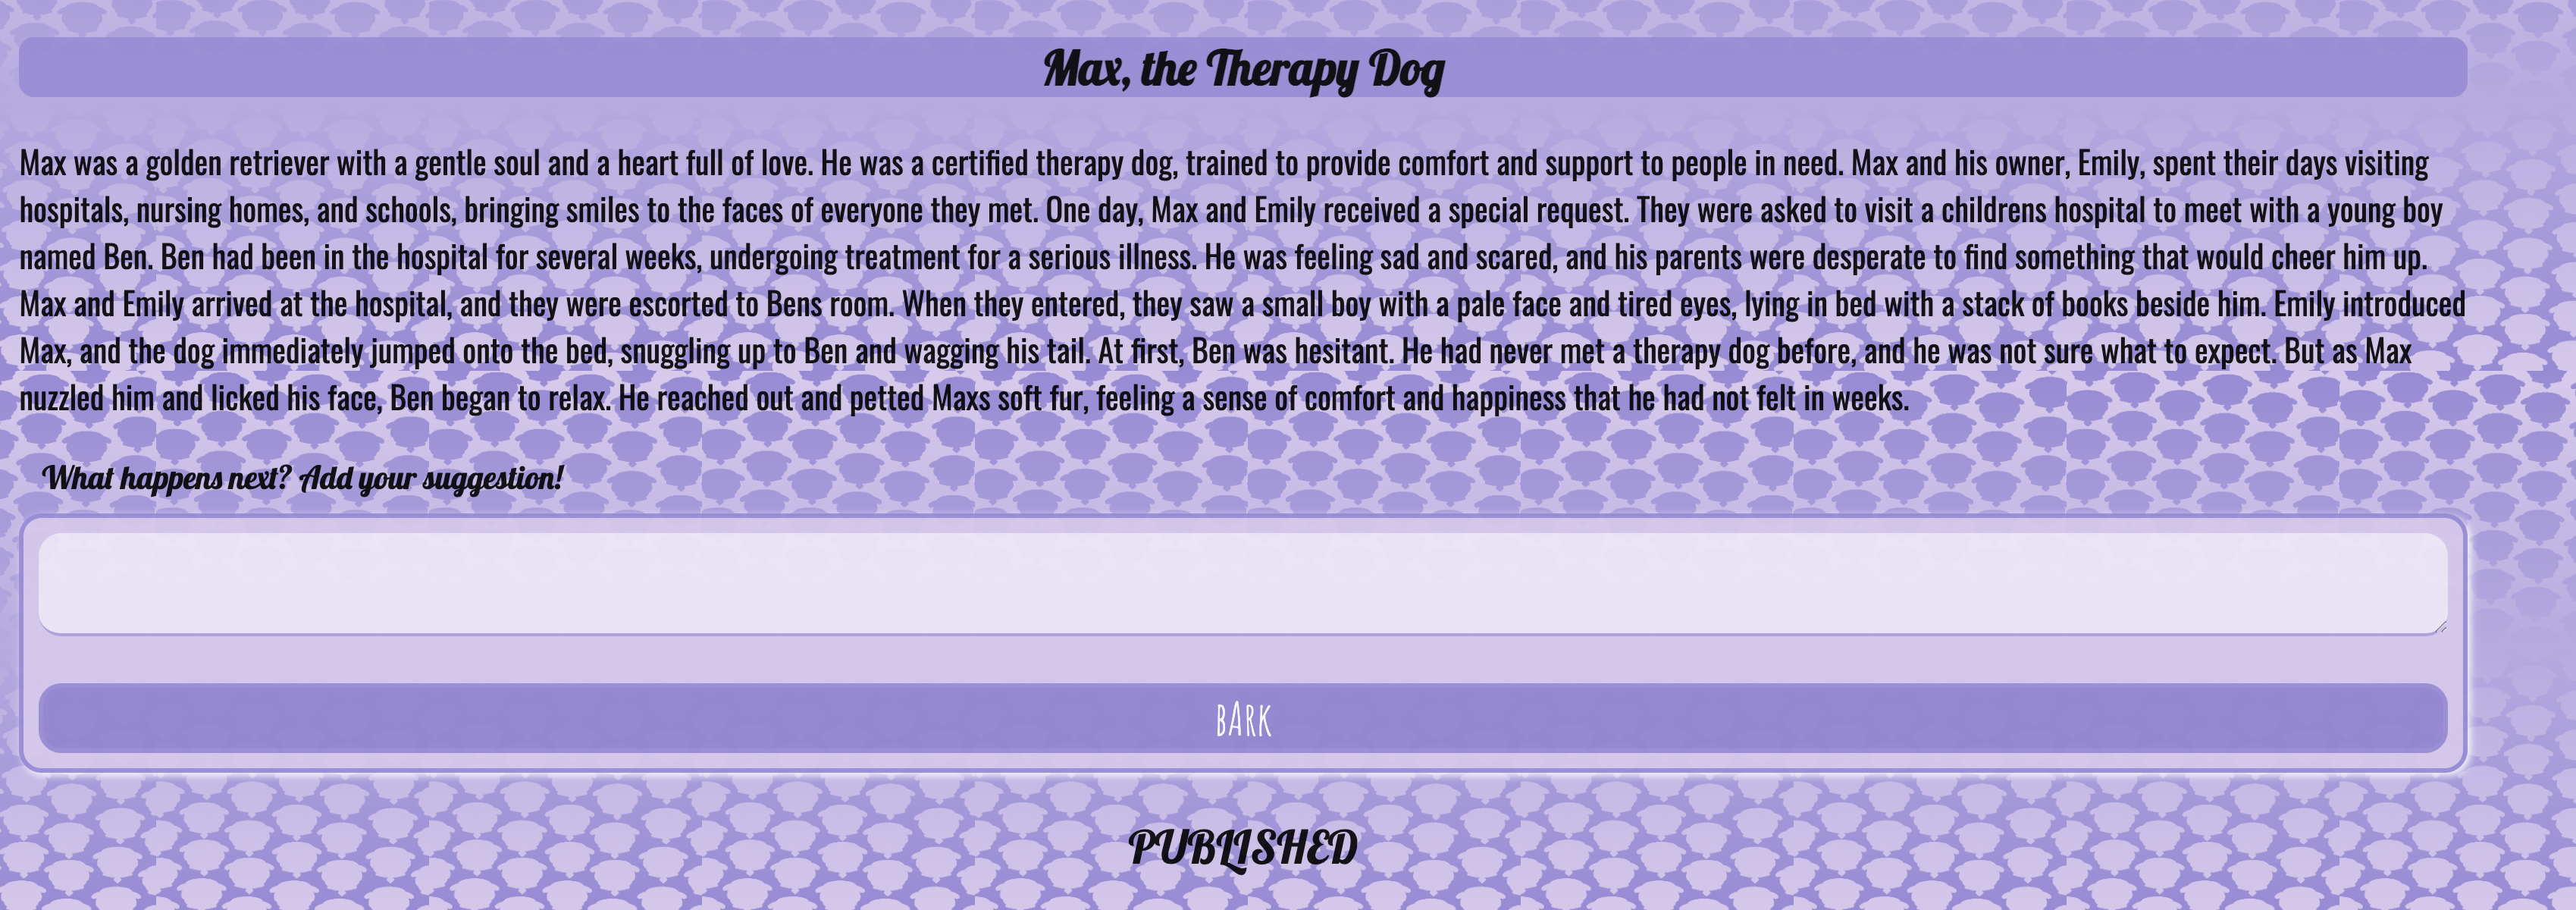 Max, the Therapy Dog
Max was a golden retriever with a gentle soul and a heart full of love. He was a certified therapy dog, trained to provide comfort and support to people in need. Max and his owner, Emily, spent their days visiting
hospitals, nursing homes, and schools, bringing smiles to the faces of everyone they met. One day, Max and Emily received a special request. They were asked to visit a childrens hospital to meet with a young boy
named Ben. Ben had been in the hospital for several weeks, undergoing treatment for a serious illness. He was feeling sad and scared, and his parents were desperate to find something that would cheer him up.
Max and Emily arrived at the hospital, and they were escorted to Bens room. When they entered, they saw a small boy with a pale face and tired eyes, lying in bed with a stack of books beside him. Emily introduced
Max, and the dog immediately jumped onto the bed, snuggling up to Ben and wagging his tail. At first, Ben was hesitant. He had never met a therapy dog before, and he was not sure what to expect. But as Max
nuzzled him and licked his face, Ben began to relax. He reached out and petted Maxs soft fur, feeling a sense of comfort and happiness that he had not felt in weeks.
What happens next? Add your suggestion!
BARK
PUBLISHED